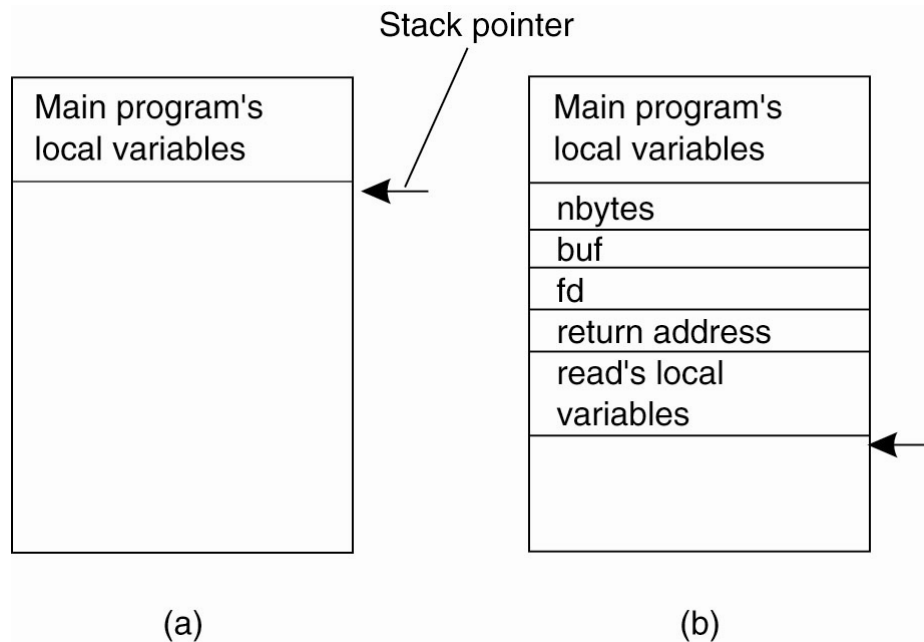 Stack pointer
Main program's
local variables
Main program's
local variables
nbytes
buf
fd
return address
read's local
variables
(a)
(b)